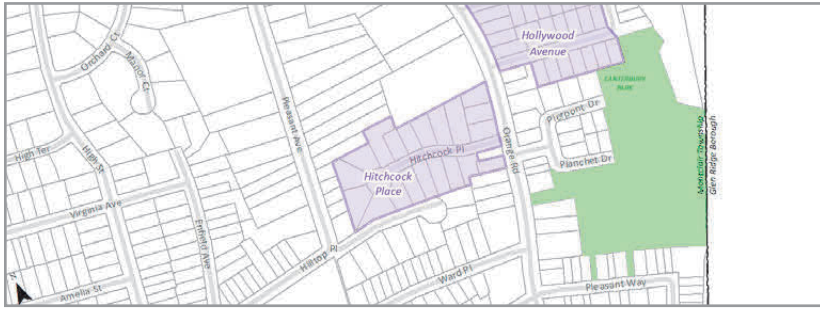 Hollywood
Avenue
Orchard Ct
Manor Ct
CANTERBURY
PARK
Pleasant Ave
Pierpont Dr
Orange Rd
High Ter
High St
Hitchcock Pl
Planchet Dr
Hitchcock
Place
Montclair Township
Glen Ridge Borough
Virginia Ave
Enfield Ave
Hilltop Pl
Ward Pl
N
Amelia St
Pleasant Way